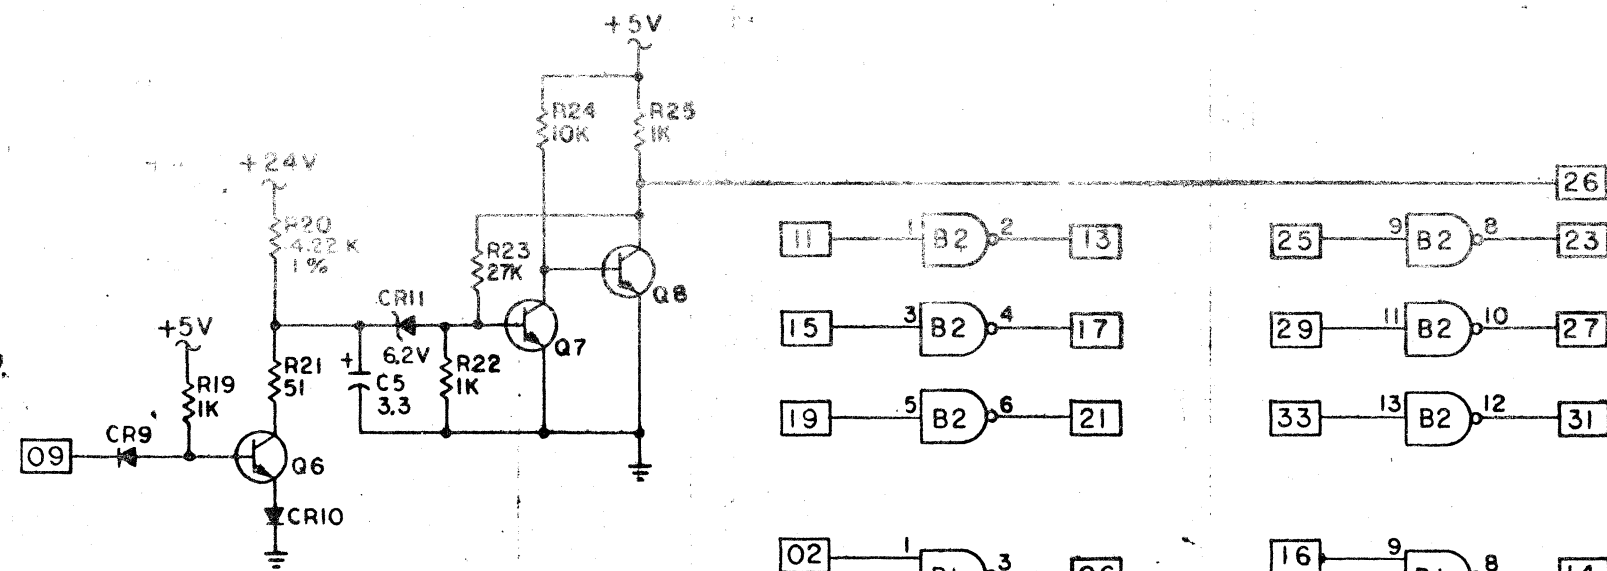 +5V
R24
10K
R25
1K
+24V
R20
4.22 K
1%
26
11
1
B2
2
13
25
9
B2
8
23
R23
27K
Q8
CR11
6.2V
+5V
15
3
B2
4
17
29
11
B2
10
27
Q7
R21
51
+
C5
3.3
R22
1K
R19
1K
19
5
B2
6
21
33
13
B2
12
31
CR9
09
Q6
CR10
02
1
3
16
9
8